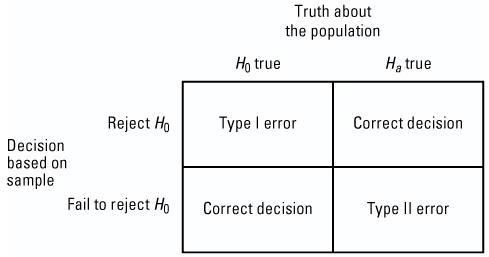 Truth about
the population
H₀ true
Hₐ true
Reject H₀
Type I error
Correct decision
Decision
based on
sample
Fail to reject H₀
Correct decision
Type II error